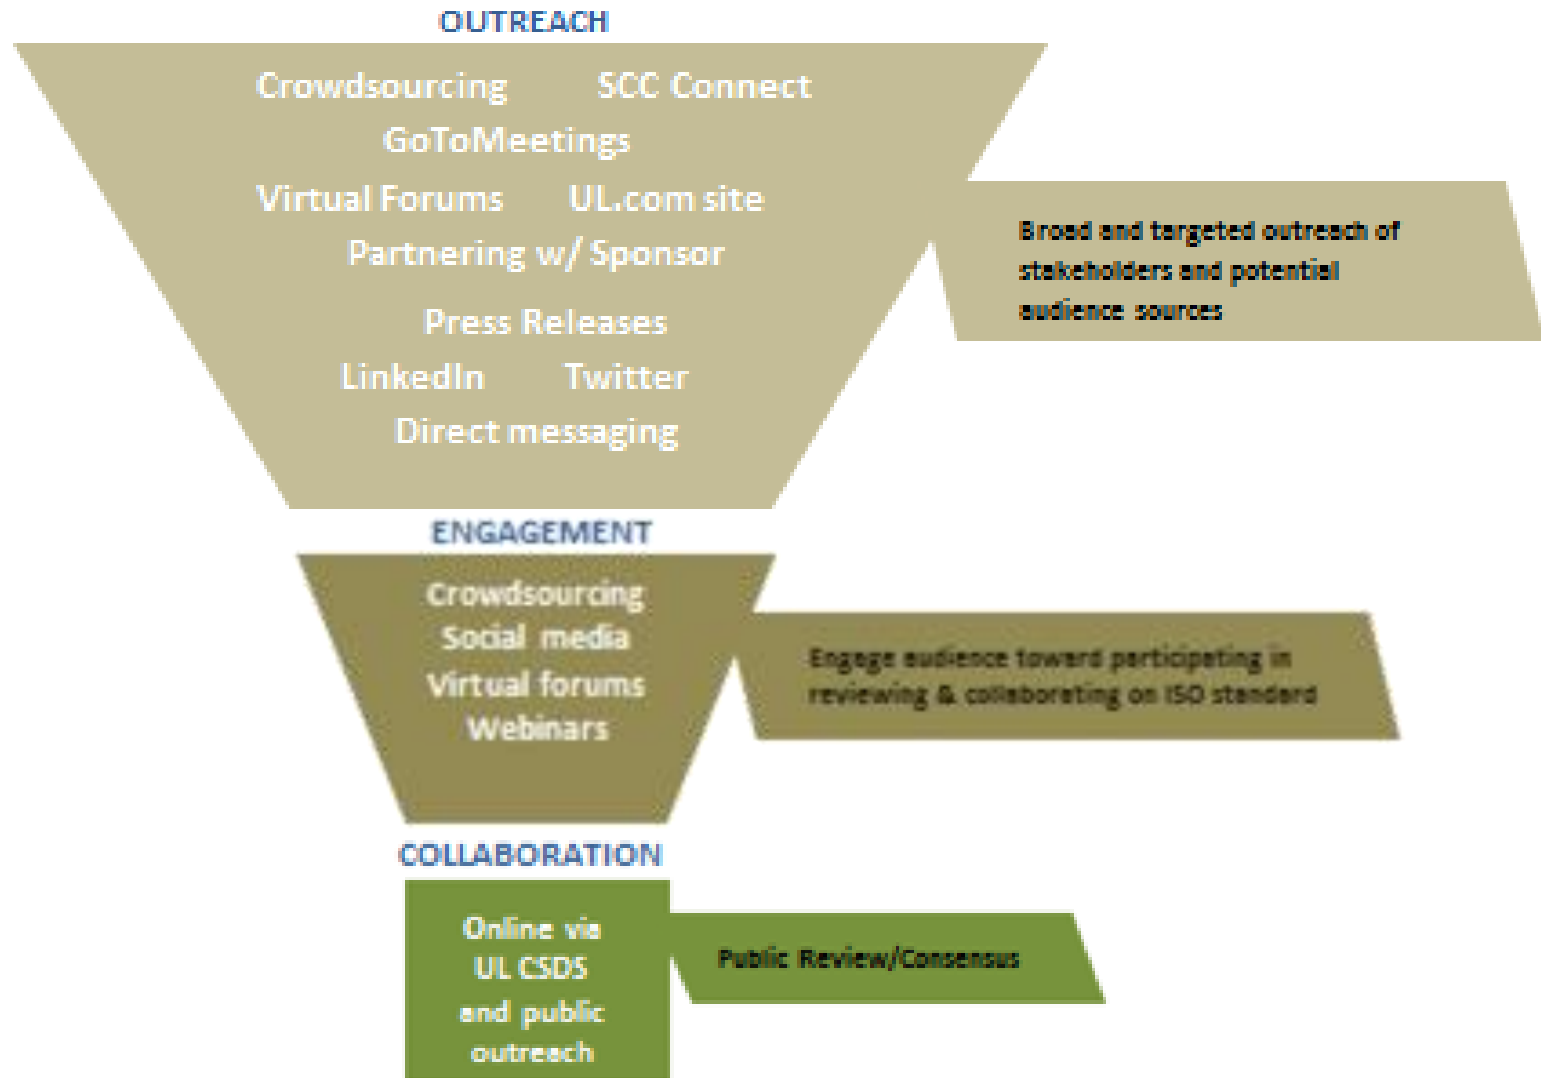 OUTREACH
Crowdsourcing SCC Connect
GoToMeetings
Virtual Forums UL.com site
Partnering w/ Sponsor
Press Releases
LinkedIn Twitter
Direct messaging
Broad and targeted outreach of
stakeholders and potential
audience sources
ENGAGEMENT
Crowdsourcing
Social media
Virtual forums
Webinars
Engage audience toward participating in
reviewing & collaborating on ISO standard
COLLABORATION
Online via
UL CSDS
and public
outreach
Public Review/Consensus